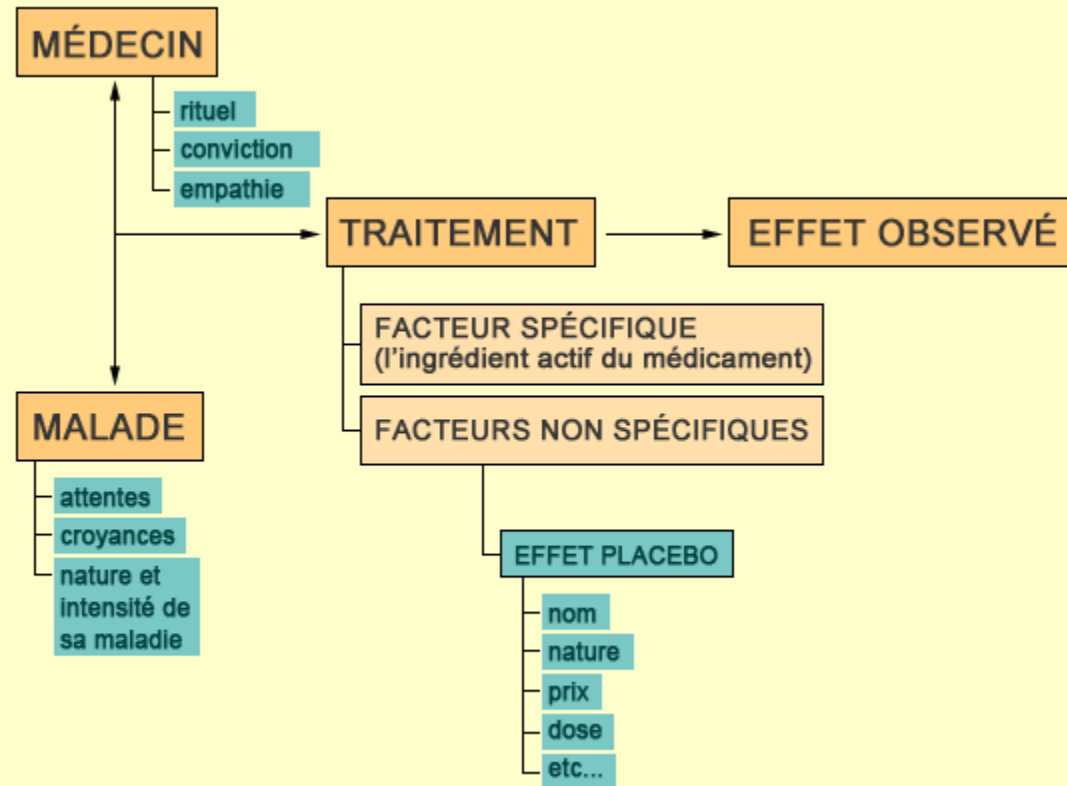 MÉDECIN
rituel
conviction
empathie
TRAITEMENT
EFFET OBSERVÉ
FACTEUR SPÉCIFIQUE
(l'ingrédient actif du médicament)
FACTEURS NON SPÉCIFIQUES
MALADE
attentes
croyances
nature et
intensité de
sa maladie
EFFET PLACEBO
nom
nature
prix
dose
etc...